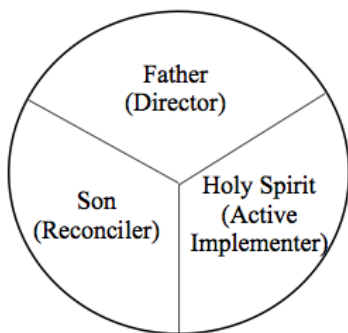 Father
(Director)
Son
(Reconciler)
Holy Spirit
(Active
Implementer)